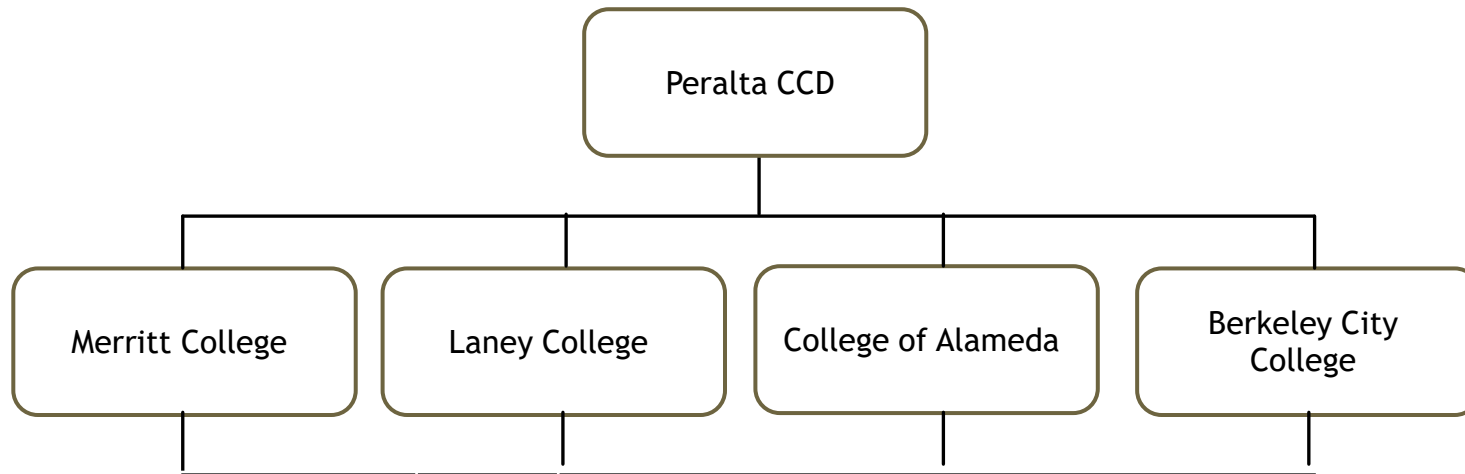 Peralta CCD
Merritt College
Laney College
College of Alameda
Berkeley City
College